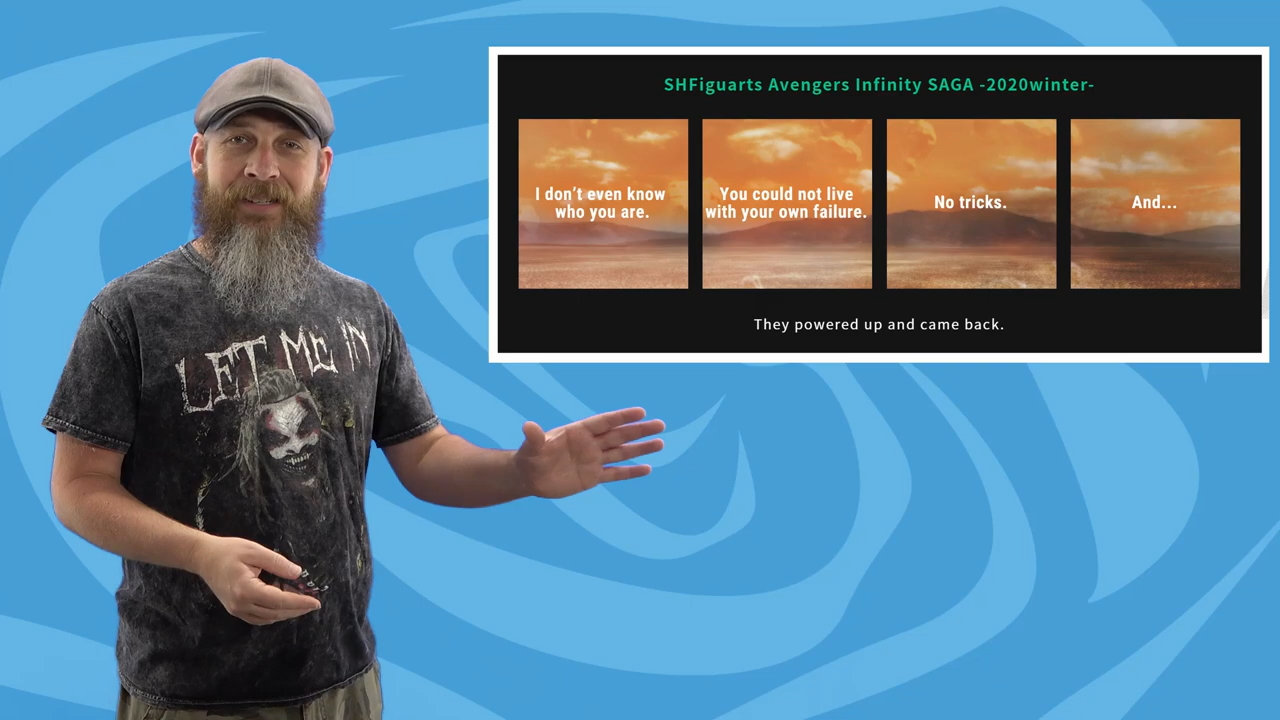 SHFiguarts Avengers Infinity SAGA -2020winter-
I don't even know
who you are.
You could not live
with your own failure.
No tricks.
And...
They powered up and came back.
LET ME IN